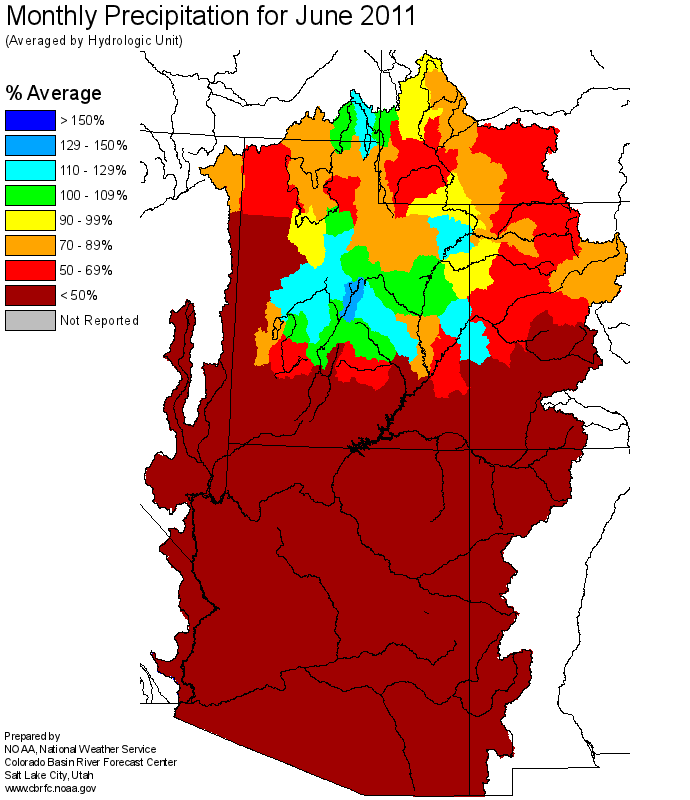 Monthly Precipitation for June 2011
(Averaged by Hydrologic Unit)
% Average
> 150%
129 - 150%
110 - 129%
100 - 109%
90 - 99%
70 - 89%
50 - 69%
< 50%
Not Reported
Prepared by
NOAA, National Weather Service
Colorado Basin River Forecast Center
Salt Lake City, Utah
www.cbrfc.noaa.gov